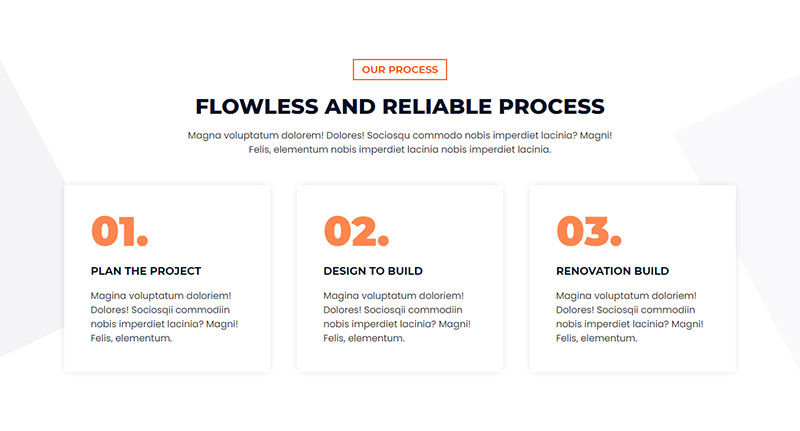 OUR PROCESS
FLOWLESS AND RELIABLE PROCESS
Magna voluptatum dolorem! Dolores! Sociosqu commodo nobis imperdiet lacinia? Magni!
Felis, elementum nobis imperdiet lacinia nobis imperdiet lacinia.
01.
PLAN THE PROJECT
Magina voluptatum doloriem!
Dolores! Sociosqii commodiin
nobis imperdiet lacinia? Magni!
Felis, elementum.
02.
DESIGN TO BUILD
Magina voluptatum doloriem!
Dolores! Sociosqii commodiin
nobis imperdiet lacinia? Magni!
Felis, elementum.
03.
RENOVATION BUILD
Magina voluptatum doloriem!
Dolores! Sociosqii commodiin
nobis imperdiet lacinia? Magni!
Felis, elementum.